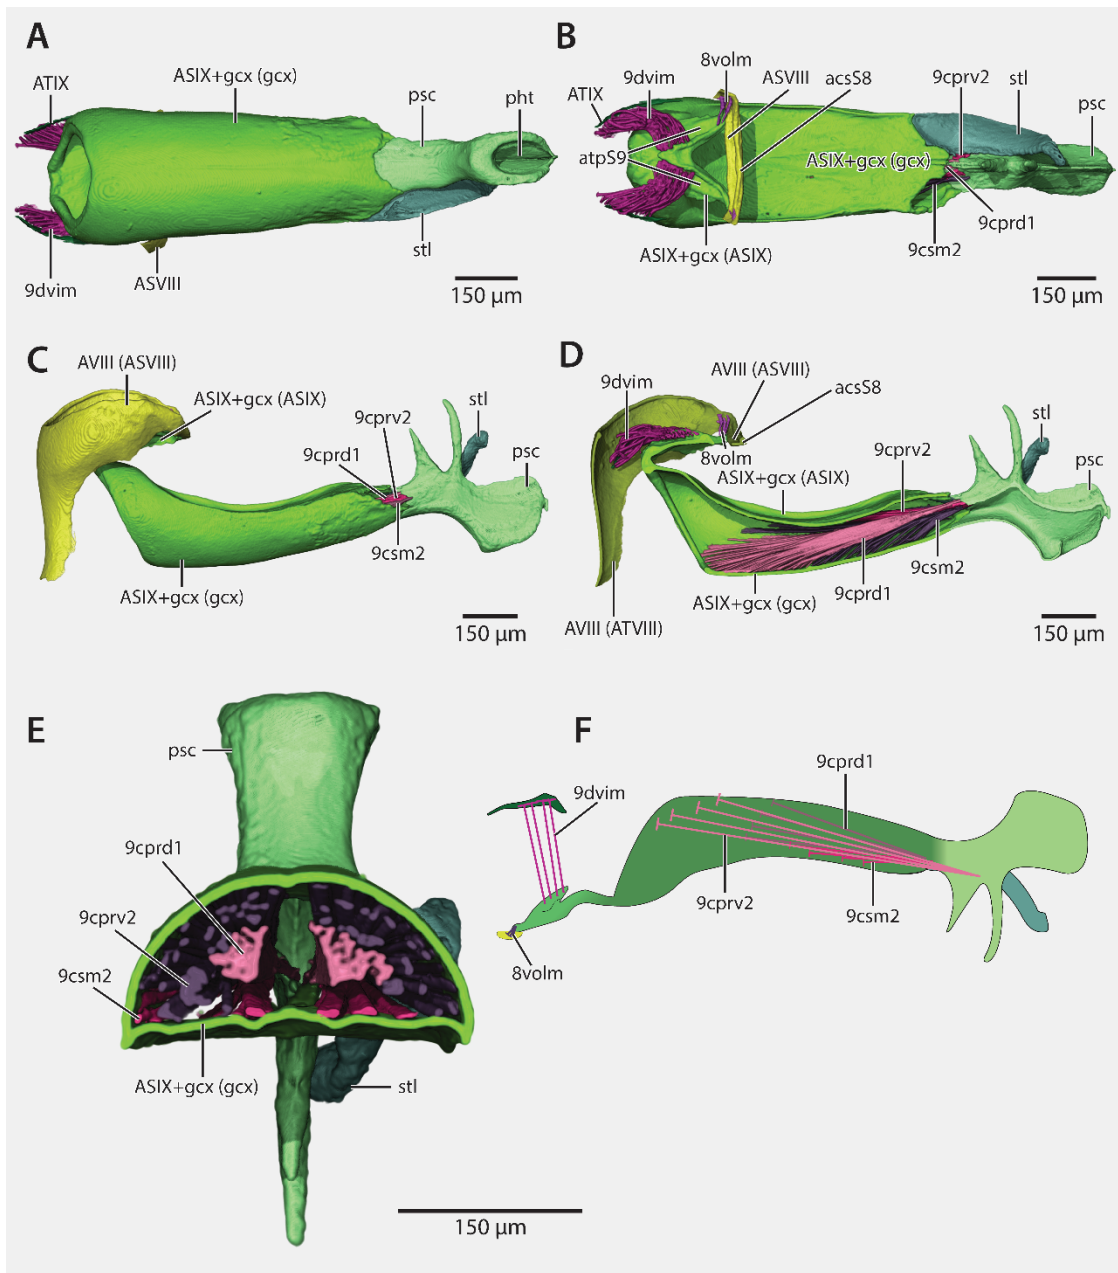 A
ATIX
ASIX+gcx (gcx)
psc
pht
9dvim
ASVIII
stl
150 µm
B
8volm
9dvim
ASVIII
acsS8
9cprv2
stl
ATIX
psc
atpS9
ASIX+gcx (gcx)
9cprd1
ASIX+gcx (ASIX)
9csm2
150 µm
C
AVIII (ASVIII)
ASIX+gcx (ASIX)
9cprv2
stl
9cprd1
psc
9csm2
ASIX+gcx (gcx)
150 µm
D
AVIII (ASVIII)
9dvim
acsS8
stl
8volm
9cprv2
psc
ASIX+gcx (ASIX)
9csm2
9cprd1
ASIX+gcx (gcx)
AVIII (ATVIII)
150 µm
E
psc
9cprd1
9cprv2
9csm2
ASIX+gcx (gcx)
stl
150 µm
F
9cprd1
9dvim
9cprv2
9csm2
8volm